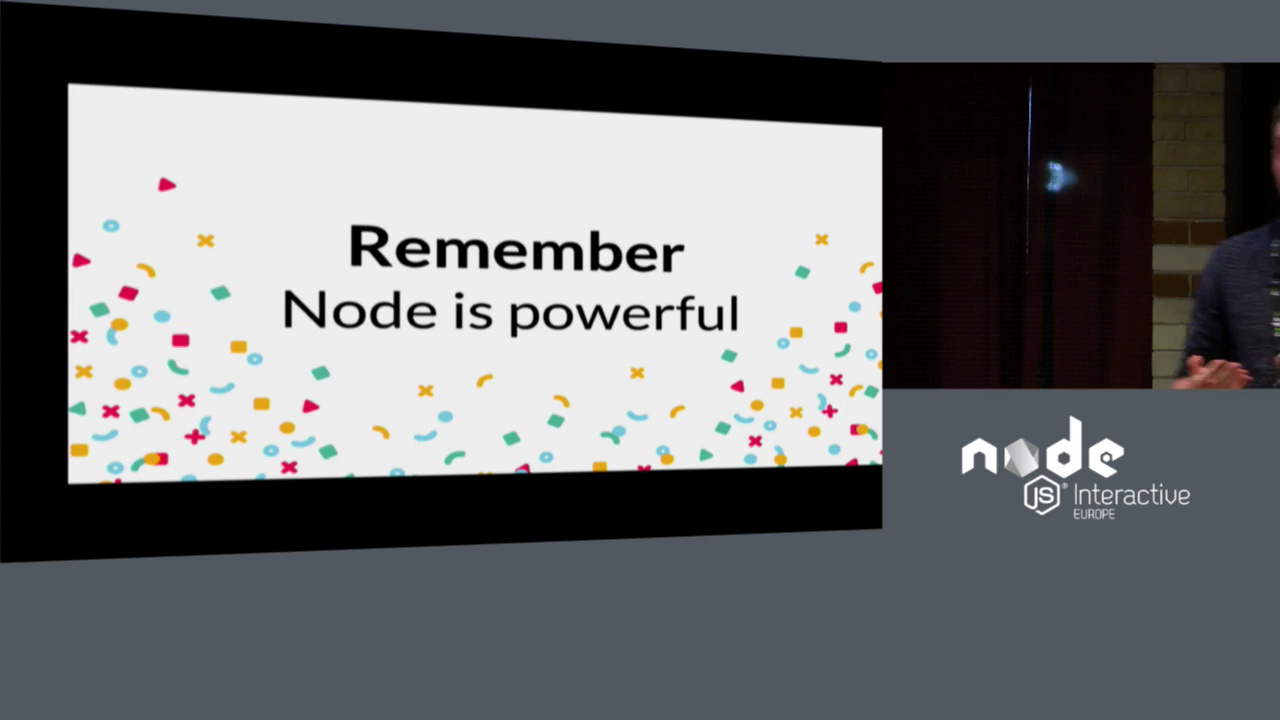 Remember
Node is powerful
node
JS® Interactive
EUROPE